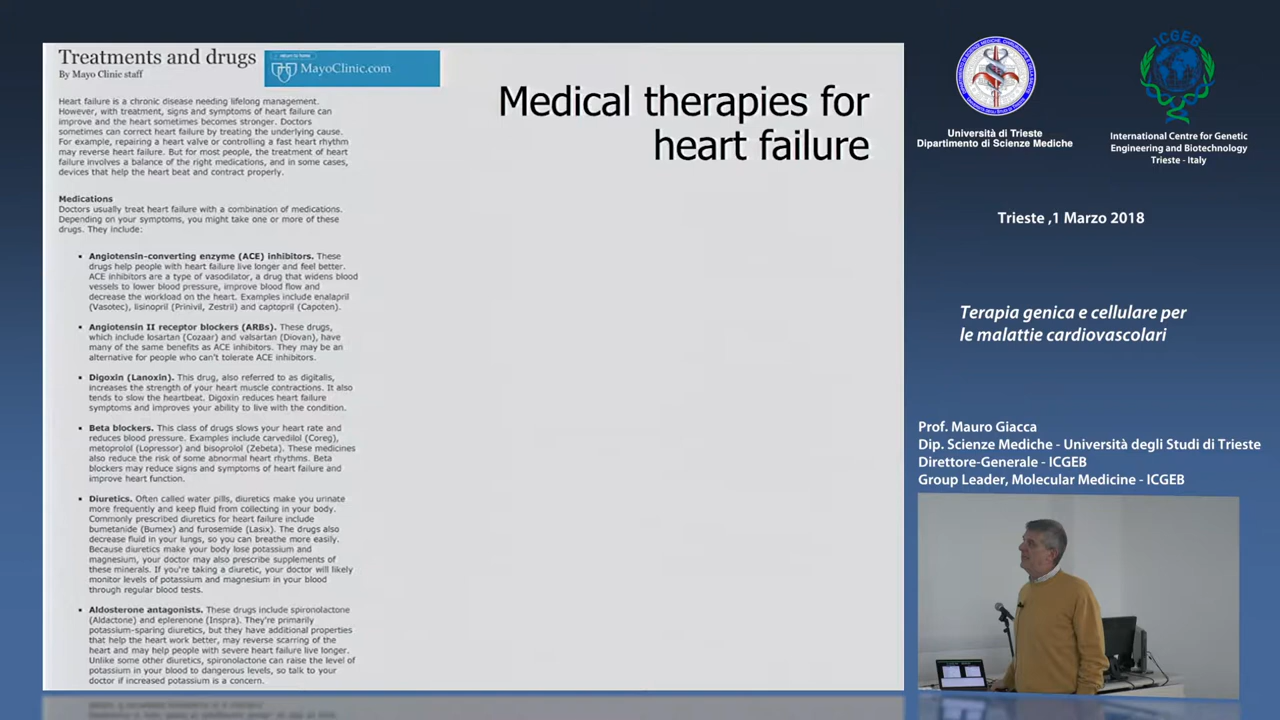 Treatments and drugs
By Mayo Clinic staff
MayoClinic.com
Heart failure is a chronic disease needing lifelong management.
However, with treatment, signs and symptoms of heart failure can
improve and the heart sometimes becomes stronger. Doctors
sometimes can correct heart failure by treating the underlying cause.
For example, repairing a heart valve or controlling a fast heart rhythm
may reverse heart failure. But for most people, the treatment of heart
failure involves a balance of the right medications, and in some cases,
devices that help the heart beat and contract properly.
Medications
Doctors usually treat heart failure with a combination of medications.
Depending on your symptoms, you might take one or more of these
drugs. They include:
• Angiotensin-converting enzyme (ACE) inhibitors. These
drugs help people with heart failure live longer and feel better.
ACE inhibitors are a type of vasodilator, a drug that widens blood
vessels to lower blood pressure, improve blood flow and
decrease the workload on the heart. Examples include enalapril
(Vasotec), lisinopril (Prinivil, Zestril) and captopril (Capoten).
• Angiotensin II receptor blockers (ARBs). These drugs,
which include losartan (Cozaar) and valsartan (Diovan), have
many of the same benefits as ACE inhibitors. They may be an
alternative for people who can't tolerate ACE inhibitors.
• Digoxin (Lanoxin). This drug, also referred to as digitalis,
increases the strength of your heart muscle contractions. It also
tends to slow the heartbeat. Digoxin reduces heart failure
symptoms and improves your ability to live with the condition.
• Beta blockers. This class of drugs slows your heart rate and
reduces blood pressure. Examples include carvedilol (Coreg),
metoprolol (Lopressor) and bisoprolol (Zebeta). These medicines
also reduce the risk of some abnormal heart rhythms. Beta
blockers may reduce signs and symptoms of heart failure and
improve heart function.
• Diuretics. Often called water pills, diuretics make you urinate
more frequently and keep fluid from collecting in your body.
Commonly prescribed diuretics for heart failure include
bumetanide (Bumex) and furosemide (Lasix). The drugs also
decrease fluid in your lungs, so you can breathe more easily.
Because diuretics make your body lose potassium and
magnesium, your doctor may also prescribe supplements of
these minerals. If you're taking a diuretic, your doctor will likely
monitor levels of potassium and magnesium in your blood
through regular blood tests.
• Aldosterone antagonists. These drugs include spironolactone
(Aldactone) and eplerenone (Inspra). They're primarily
potassium-sparing diuretics, but they have additional properties
that help the heart work better, may reverse scarring of the
heart and may help people with severe heart failure live longer.
Unlike some other diuretics, spironolactone can raise the level of
potassium in your blood to dangerous levels, so talk to your
doctor if increased potassium is a concern.
Medical therapies for
heart failure
Università di Trieste
Dipartimento di Scienze Mediche
ICGEB
International Centre for Genetic
Engineering and Biotechnology
Trieste - Italy
Trieste ,1 Marzo 2018
Terapia genica e cellulare per
le malattie cardiovascolari
Prof. Mauro Giacca
Dip. Scienze Mediche - Università degli Studi di Trieste
Direttore-Generale - ICGEB
Group Leader, Molecular Medicine - ICGEB